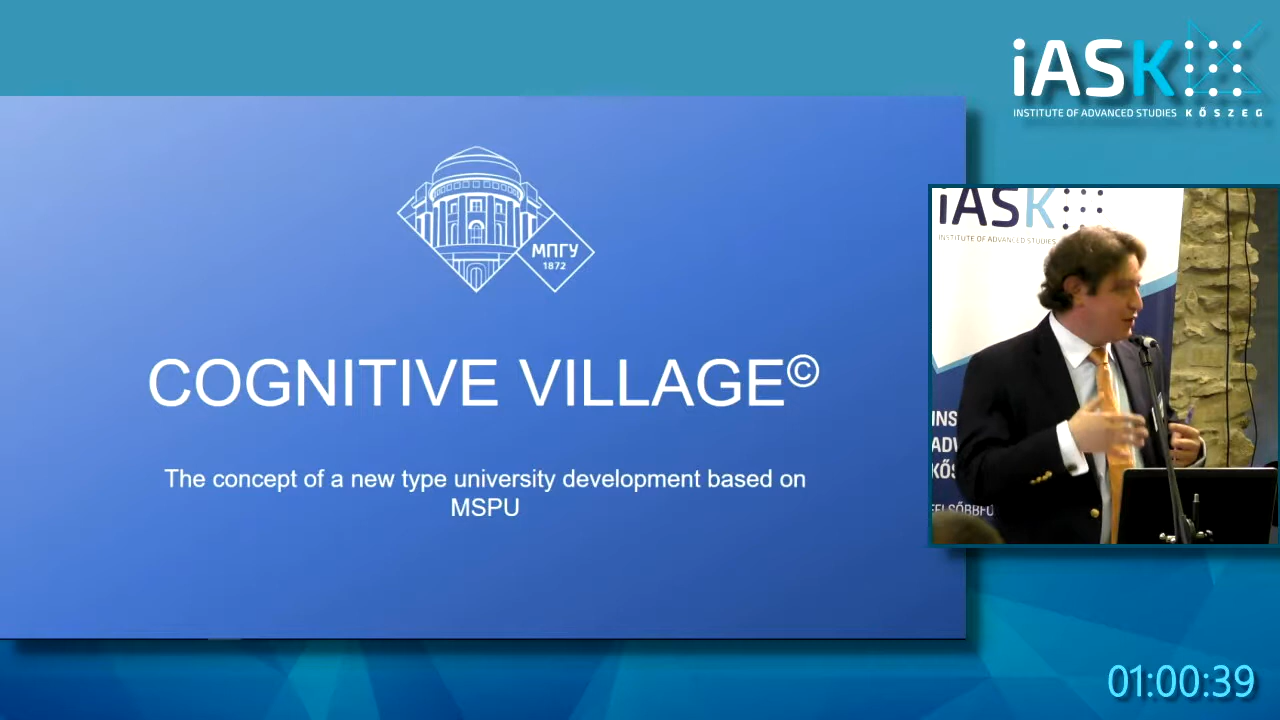 iASK
INSTITUTE OF ADVANCED STUDIES KŐSZEG
МПГУ
1872
COGNITIVE VILLAGE©
The concept of a new type university development based on
MSPU
iASK
INSTITUTE OF ADVANCED STUDIES
INS
ADV
KŐS
FELSŐBBFO
01:00:39